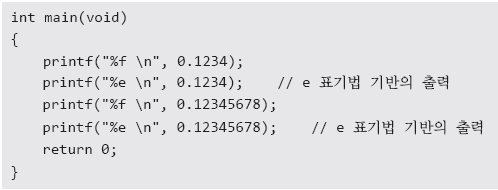 int main(void)
{
    printf("%f \n", 0.1234);
    printf("%e \n", 0.1234);    // e 표기법 기반의 출력
    printf("%f \n", 0.12345678);
    printf("%e \n", 0.12345678);    // e 표기법 기반의 출력
    return 0;
}